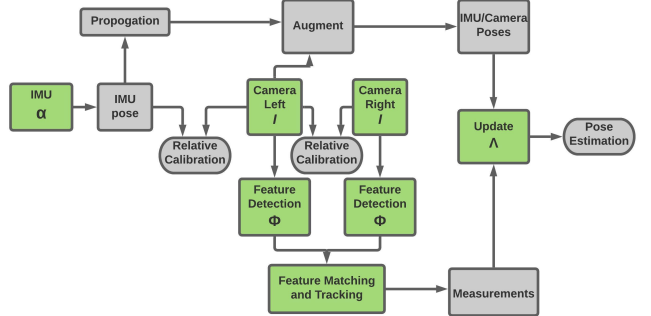 Propogation
Augment
IMU/Camera
Poses
IMU
α
IMU
pose
Camera
Left
I
Camera
Right
I
Relative
Calibration
Relative
Calibration
Update
Λ
Pose
Estimation
Feature
Detection
Φ
Feature
Detection
Φ
Feature Matching
and Tracking
Measurements